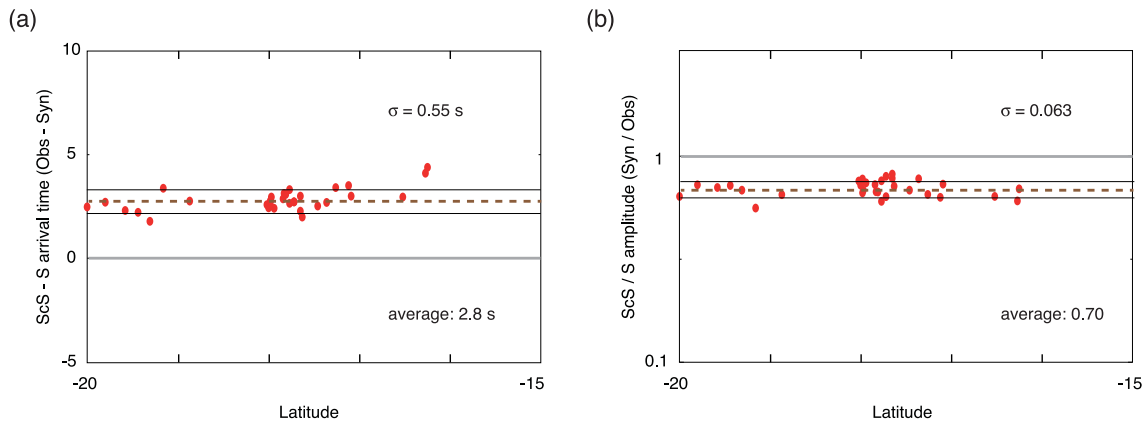 (a)
10
5
0
-5
-20
-15
ScS - S arrival time (Obs - Syn)
σ = 0.55 s
average: 2.8 s
Latitude
(b)
1
0.1
-20
-15
ScS / S amplitude (Syn / Obs)
σ = 0.063
average: 0.70
Latitude